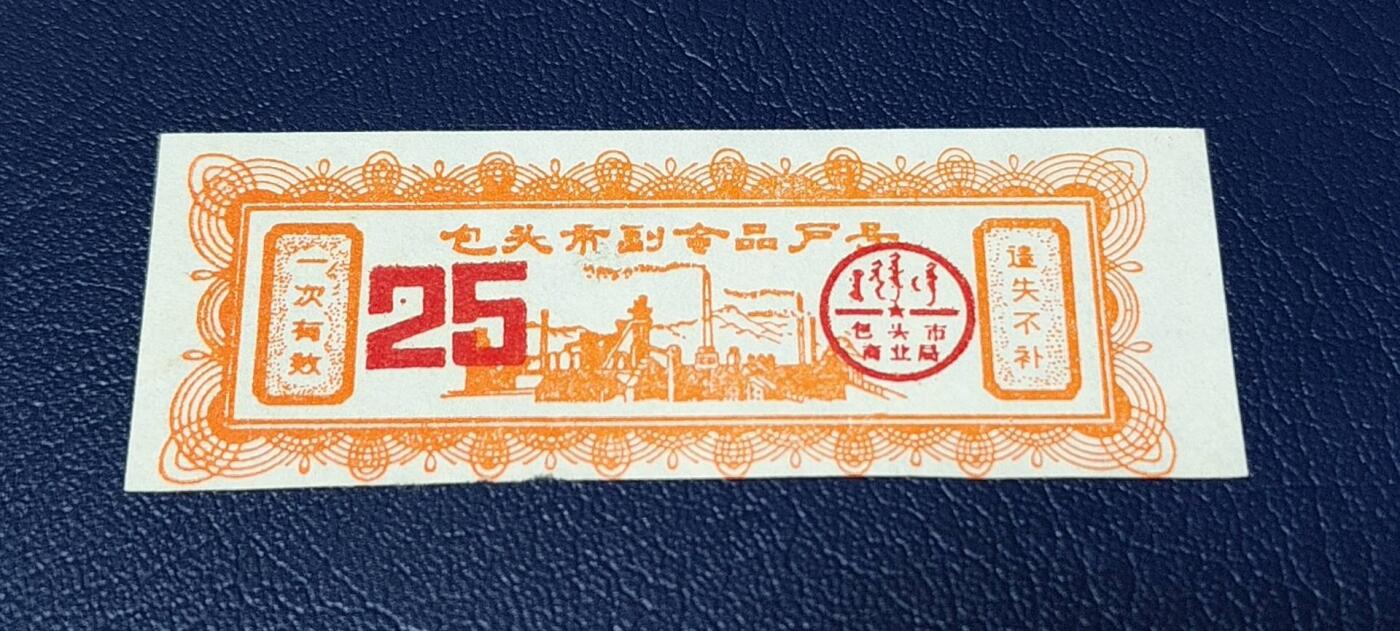 包头市副食品户号
一次有效
25
包头市
商业局
遗失不补